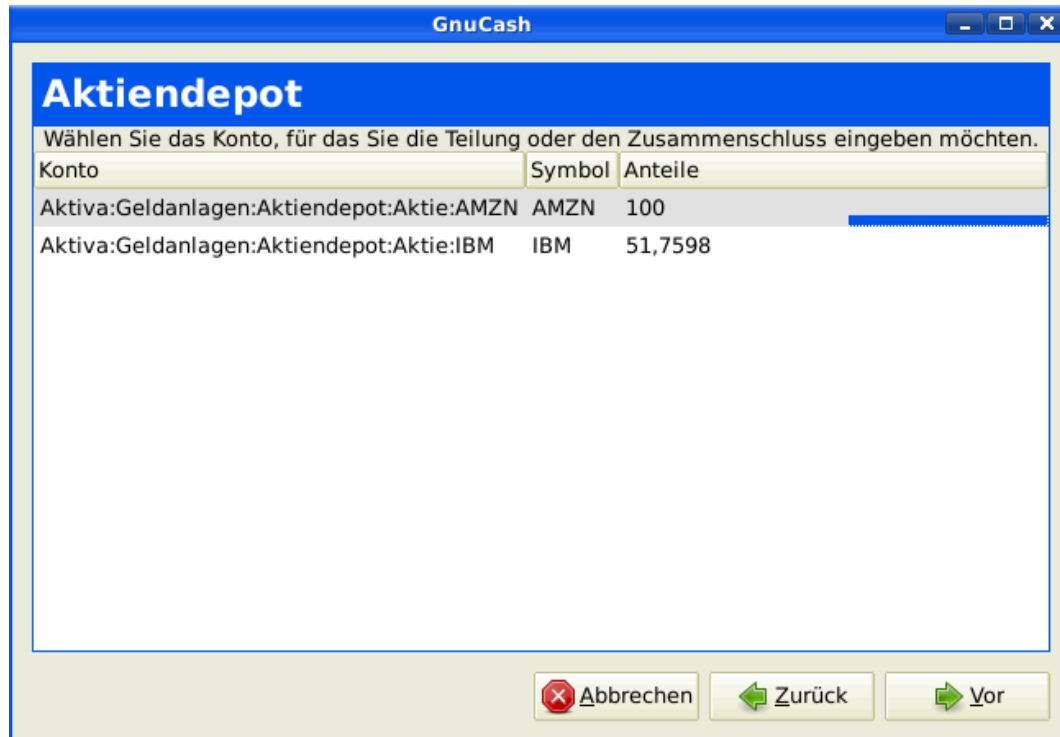 GnuCash
Aktiendepot
Wählen Sie das Konto, für das Sie die Teilung oder den Zusammenschluss eingeben möchten.
Konto Symbol Anteile
Aktiva:Geldanlagen:Aktiendepot:Aktie:AMZN AMZN 100
Aktiva:Geldanlagen:Aktiendepot:Aktie:IBM IBM 51,7598
Abbrechen Zurück Vor